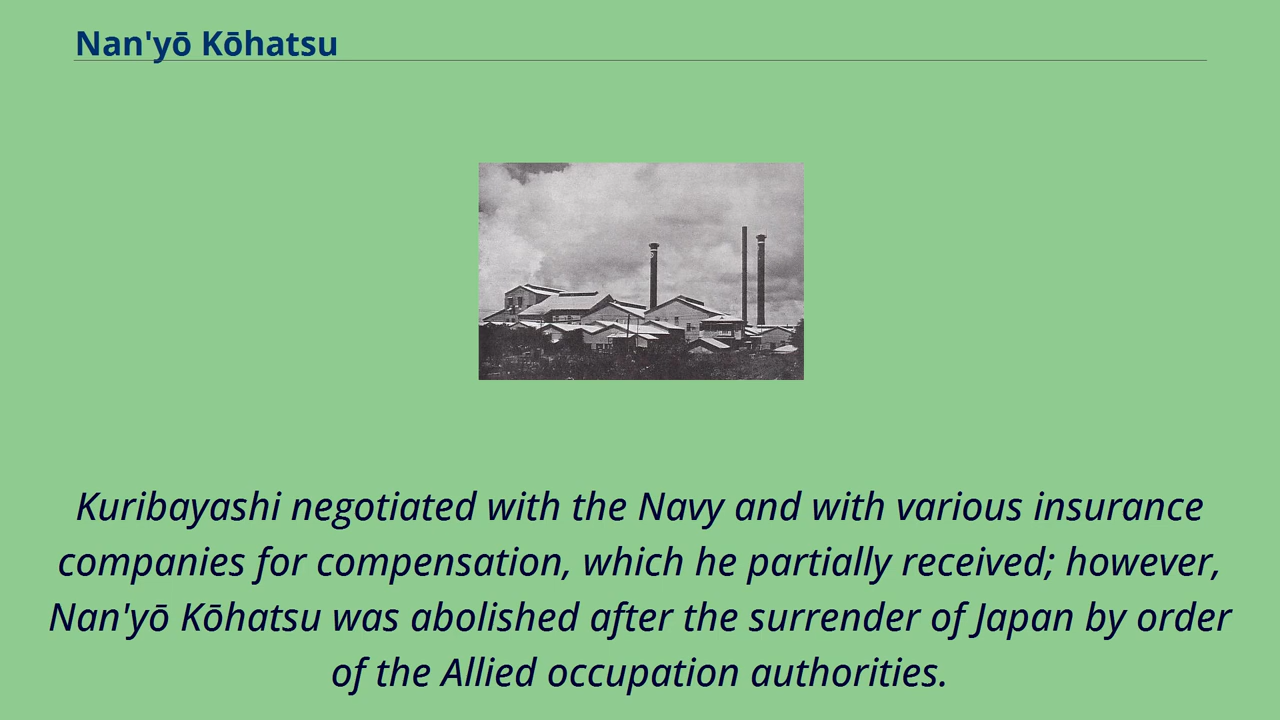 Nan'yō Kōhatsu
Kuribayashi negotiated with the Navy and with various insurance
companies for compensation, which he partially received; however,
Nan'yō Kōhatsu was abolished after the surrender of Japan by order
of the Allied occupation authorities.